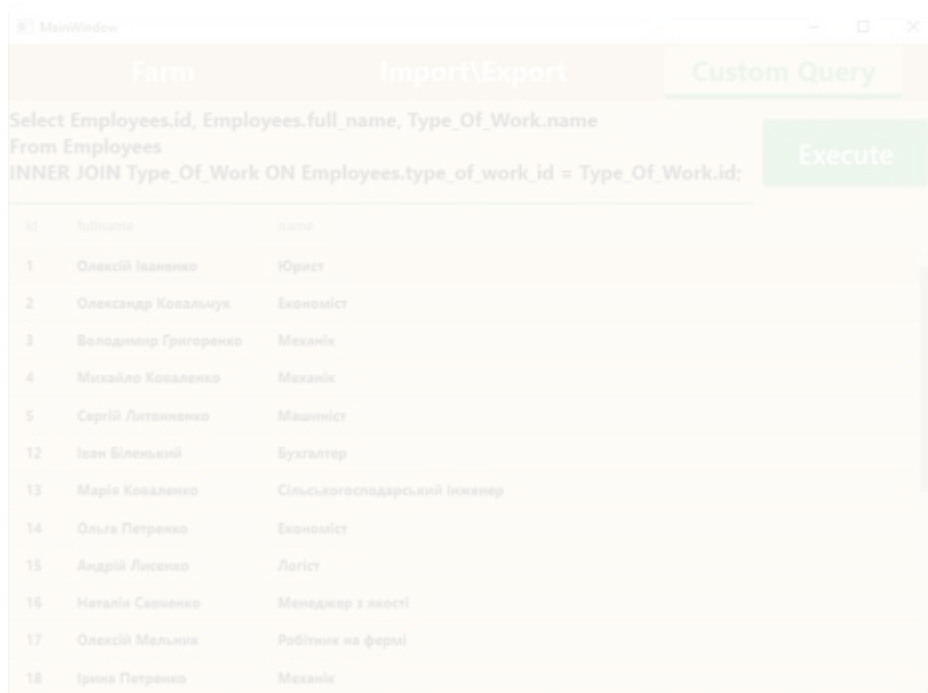 MainWindow
Farm Import\Export Custom Query
Select Employees.id, Employees.full_name, Type_Of_Work.name
From Employees
INNER JOIN Type_Of_Work ON Employees.type_of_work_id = Type_Of_Work.id;
Execute
id fullname name
1 Олексій Іваненко Юрист
2 Олександр Ковальчук Економіст
3 Володимир Григоренко Механік
4 Михайло Коваленко Механік
5 Сергій Литвиненко Машиніст
12 Іван Біленький Бухгалтер
13 Марія Коваленко Сільськогосподарський інженер
14 Ольга Петренко Економіст
15 Андрій Лисенко Логіст
16 Наталія Савченко Менеджер з якості
17 Олексій Мельник Робітник на фермі
18 Ірина Петренко Механік